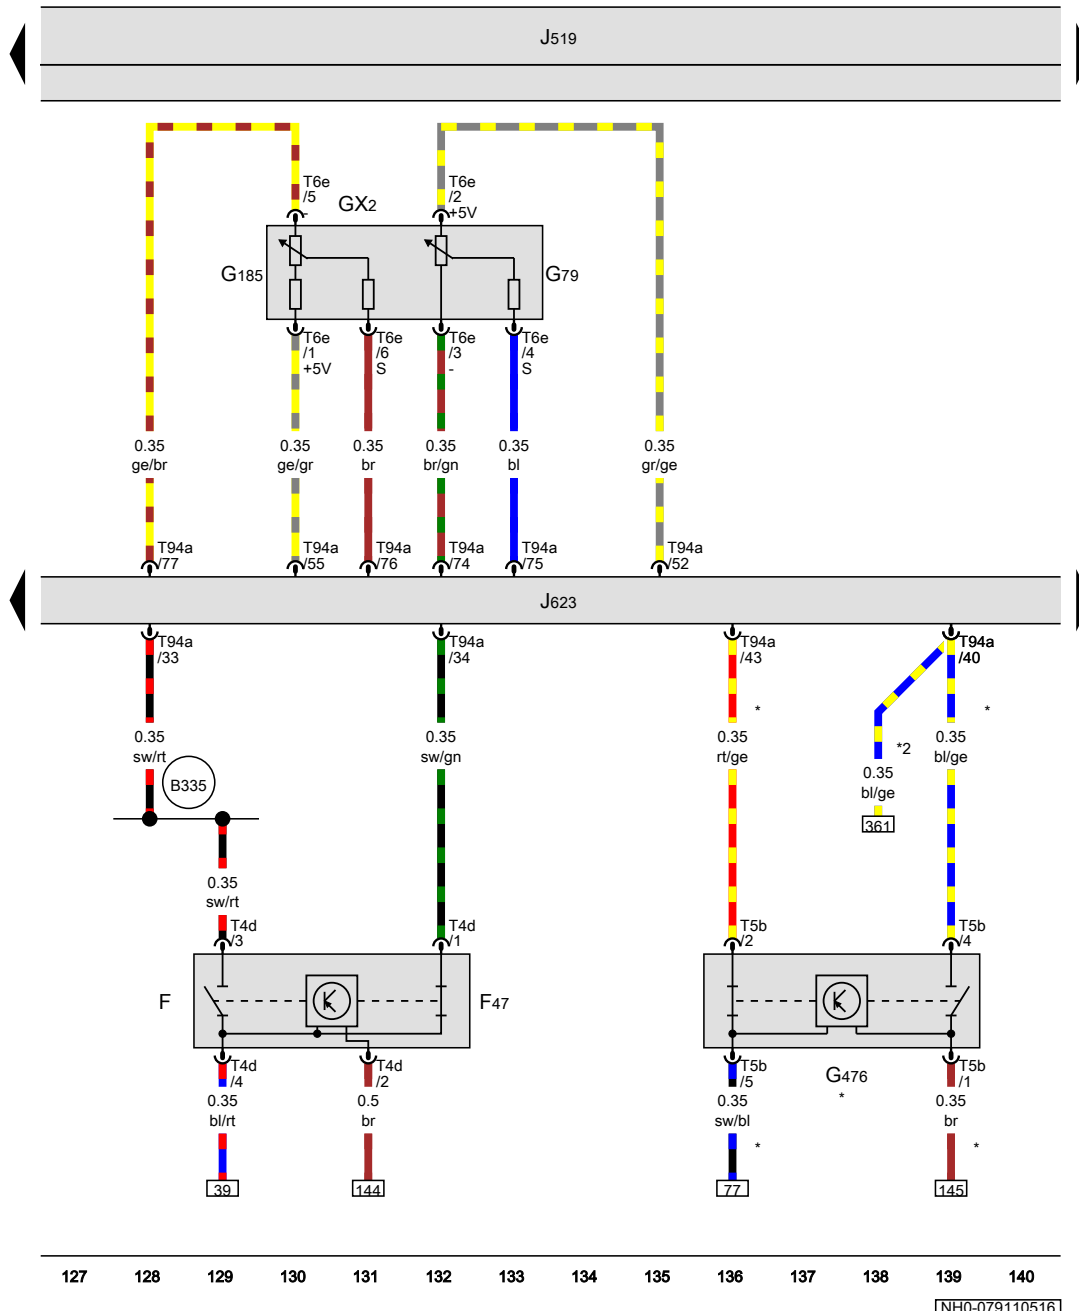 J519
T6e
/5
-
GX2
T6e
/2
+5V
G185
G79
T6e
/1
+5V
T6e
/6
S
T6e
/3
-
T6e
/4
S
0.35
ge/br
0.35
ge/gr
0.35
br
0.35
br/gn
0.35
bl
0.35
gr/ge
T94a
/77
T94a
/55
T94a
/76
T94a
/74
T94a
/75
T94a
/52
J623
T94a
/33
T94a
/34
T94a
/43
T94a
/40
*
*
0.35
sw/rt
0.35
sw/gn
0.35
rt/ge
*2
0.35
bl/ge
0.35
bl/ge
B335
361
0.35
sw/rt
T4d
/3
T4d
/1
T5b
/2
T5b
/4
F
F47
T4d
/4
T4d
/2
T5b
/5
G476
*
T5b
/1
0.35
bl/rt
0.5
br
0.35
sw/bl
*
0.35
br
*
39
144
77
145
127 128 129 130 131 132 133 134 135 136 137 138 139 140
NH0-079110516